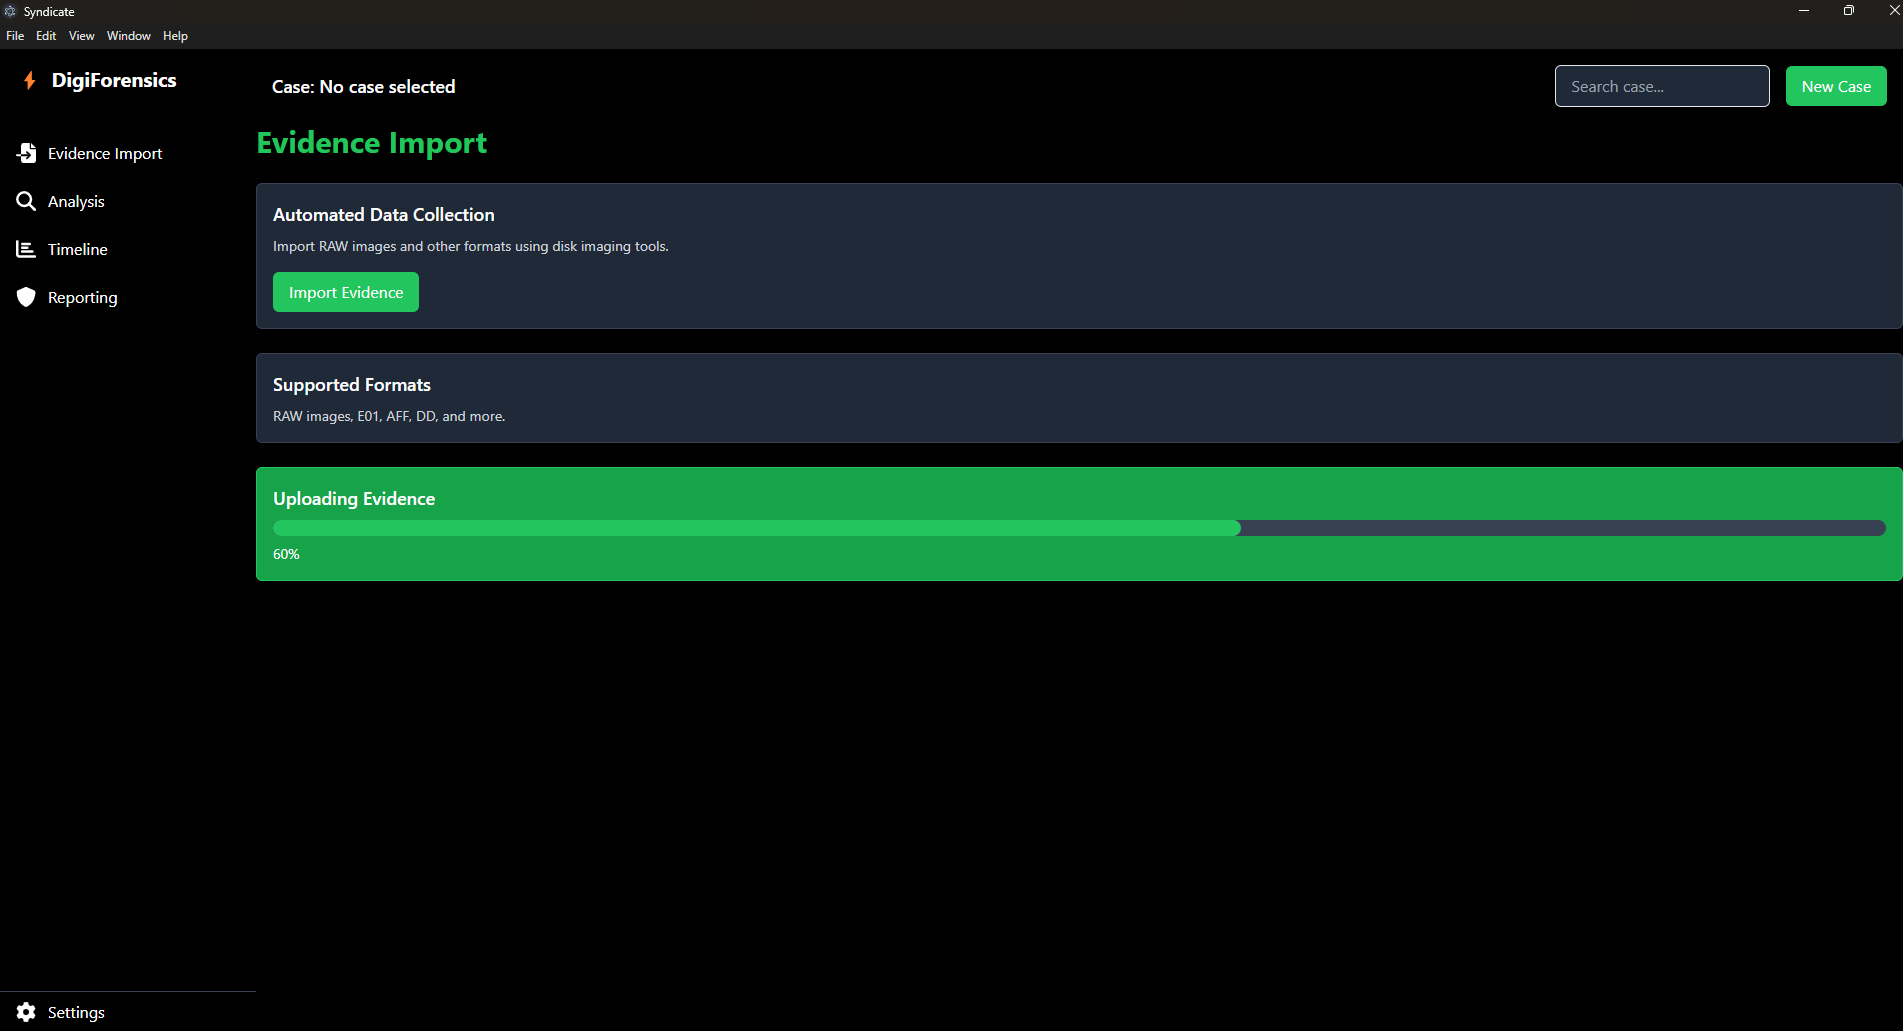 Syndicate
File Edit View Window Help
DigiForensics
Case: No case selected
Search case...
New Case
Evidence Import
Analysis
Timeline
Reporting
Evidence Import
Automated Data Collection
Import RAW images and other formats using disk imaging tools.
Import Evidence
Supported Formats
RAW images, E01, AFF, DD, and more.
Uploading Evidence
60%
Settings